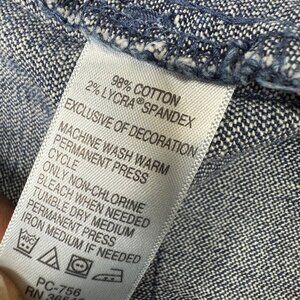 98% COTTON
2% LYCRA® SPANDEX
EXCLUSIVE OF DECORATION
MACHINE WASH WARM
PERMANENT PRESS
CYCLE
ONLY NON-CHLORINE
BLEACH WHEN NEEDED
TUMBLE DRY MEDIUM
PERMANENT PRESS
IRON MEDIUM IF NEEDED
PC-756
RN